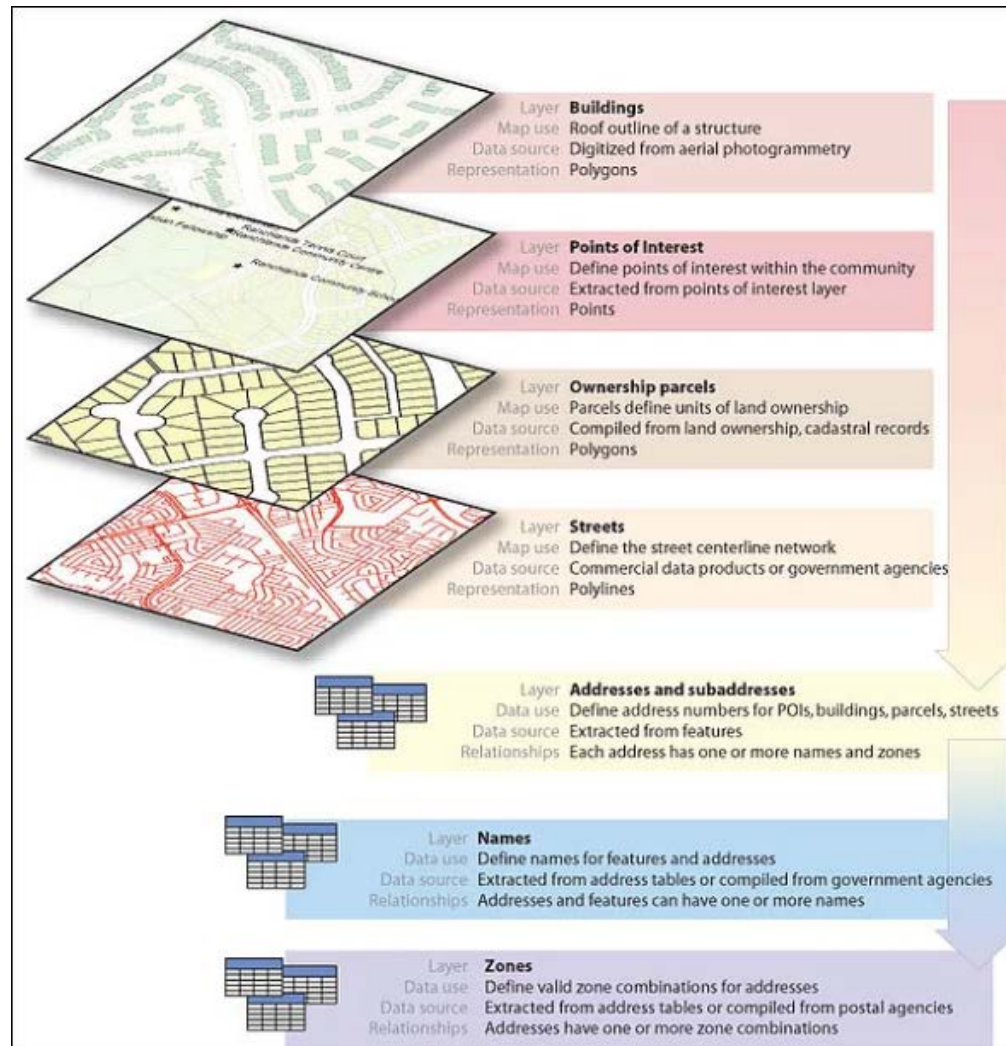 Layer Buildings
Map use Roof outline of a structure
Data source Digitized from aerial photogrammetry
Representation Polygons
Ranchlands Tennis Court
Ranchlands Community Centre
Fellowship
Ranchlands Community School
Layer Points of Interest
Map use Define points of interest within the community
Data source Extracted from points of interest layer
Representation Points
Layer Ownership parcels
Map use Parcels define units of land ownership
Data source Compiled from land ownership, cadastral records
Representation Polygons
Layer Streets
Map use Define the street centerline network
Data source Commercial data products or government agencies
Representation Polylines
Layer Addresses and subaddresses
Data use Define address numbers for POIs, buildings, parcels, streets
Data source Extracted from features
Relationships Each address has one or more names and zones
Layer Names
Data use Define names for features and addresses
Data source Extracted from address tables or compiled from government agencies
Relationships Addresses and features can have one or more names
Layer Zones
Data use Define valid zone combinations for addresses
Data source Extracted from address tables or compiled from postal agencies
Relationships Addresses have one or more zone combinations